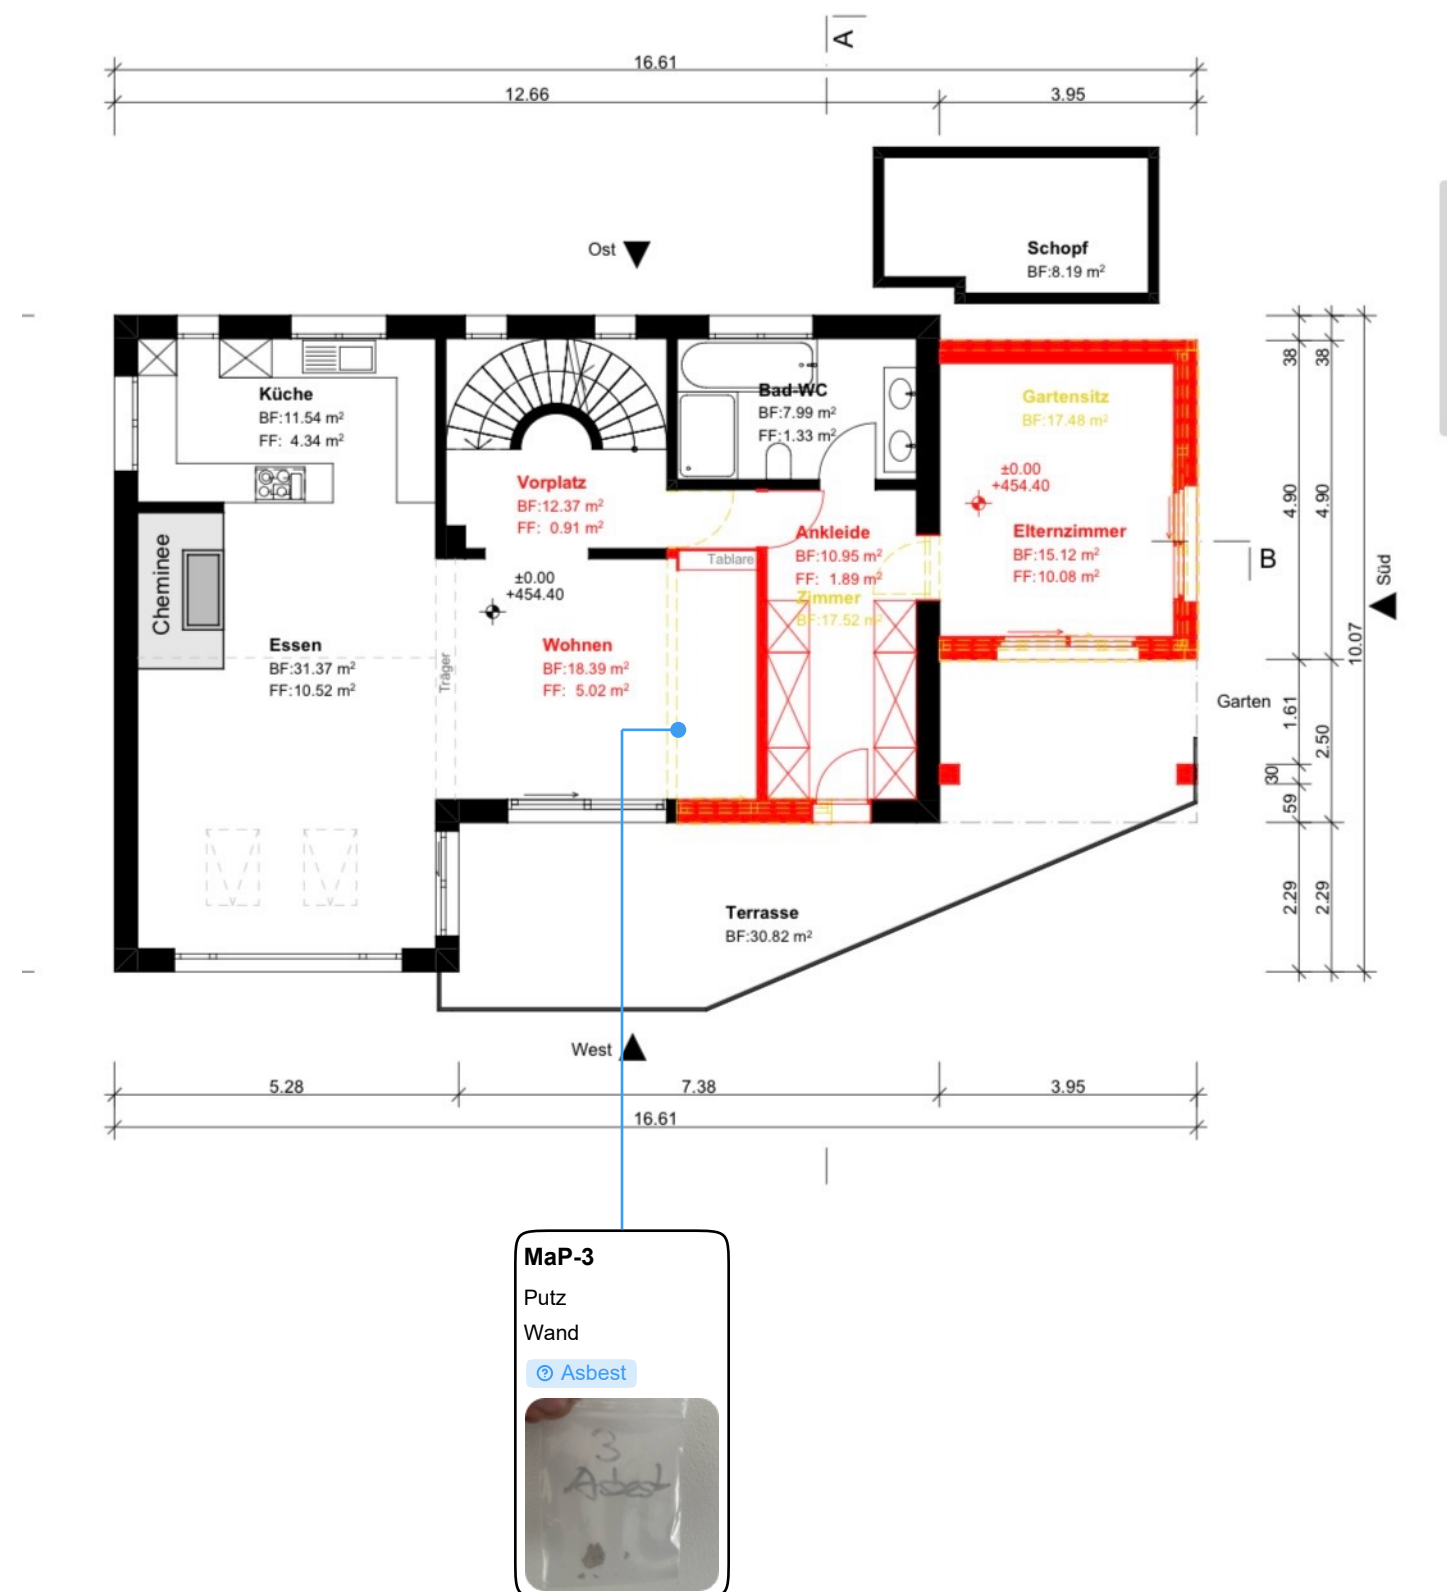 A
16.61
12.66
3.95
Ost
Schopf
BF:8.19 m²
Küche
BF:11.54 m²
FF: 4.34 m²
Bad-WC
BF:7.99 m²
FF:1.33 m²
Gartensitz
BF:17.48 m²
38
38
Vorplatz
BF:12.37 m²
FF: 0.91 m²
±0.00
+454.40
4.90
4.90
Ankleide
BF:10.95 m²
FF: 1.89 m²
Zimmer
BF:17.52 m²
Elternzimmer
BF:15.12 m²
FF:10.08 m²
B
Süd
Tablare
Cheminee
±0.00
+454.40
Essen
BF:31.37 m²
FF:10.52 m²
Träger
Wohnen
BF:18.39 m²
FF: 5.02 m²
10.07
Garten
1.61
2.50
30
59
2.29
2.29
Terrasse
BF:30.82 m²
West
5.28
7.38
3.95
16.61
MaP-3
Putz
Wand
Asbest
3
Asbest